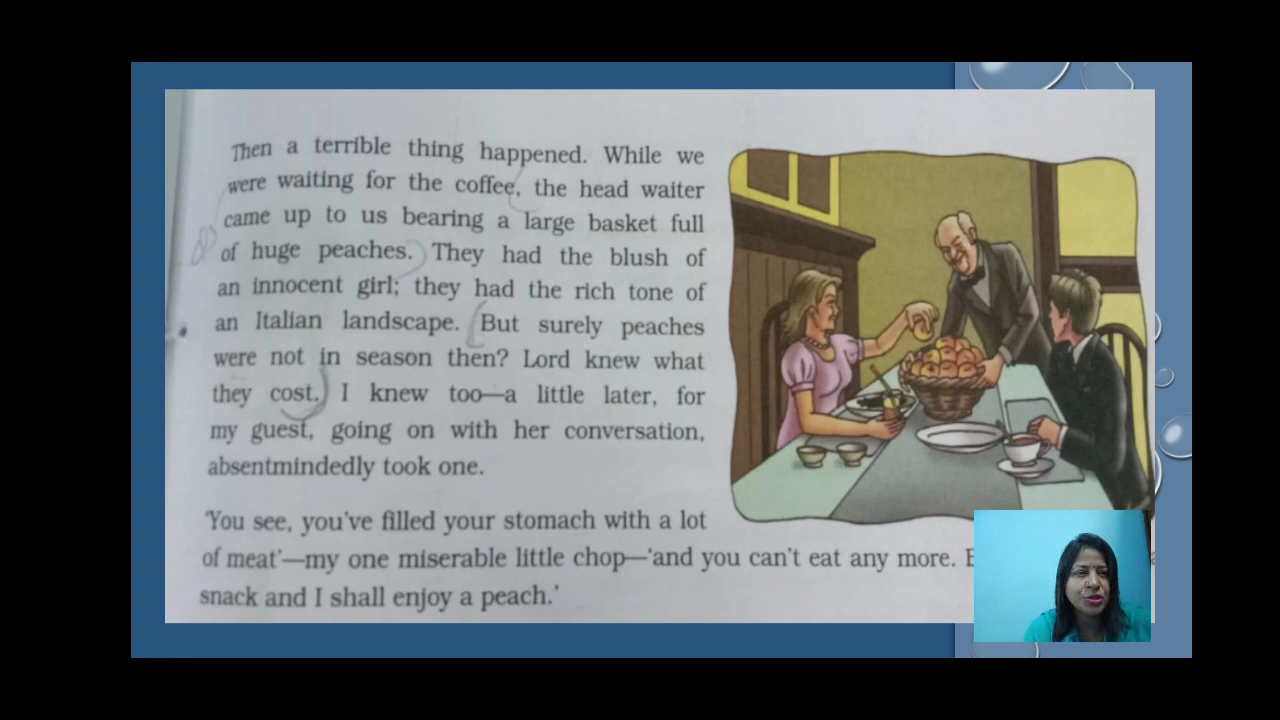 Then a terrible thing happened. While we
were waiting for the coffee, the head waiter
came up to us bearing a large basket full
of huge peaches. They had the blush of
an innocent girl; they had the rich tone of
an Italian landscape. But surely peaches
were not in season then? Lord knew what
they cost. I knew too—a little later, for
my guest, going on with her conversation,
absentmindedly took one.
'You see, you've filled your stomach with a lot
of meat'—my one miserable little chop—'and you can't eat any more.
snack and I shall enjoy a peach.'